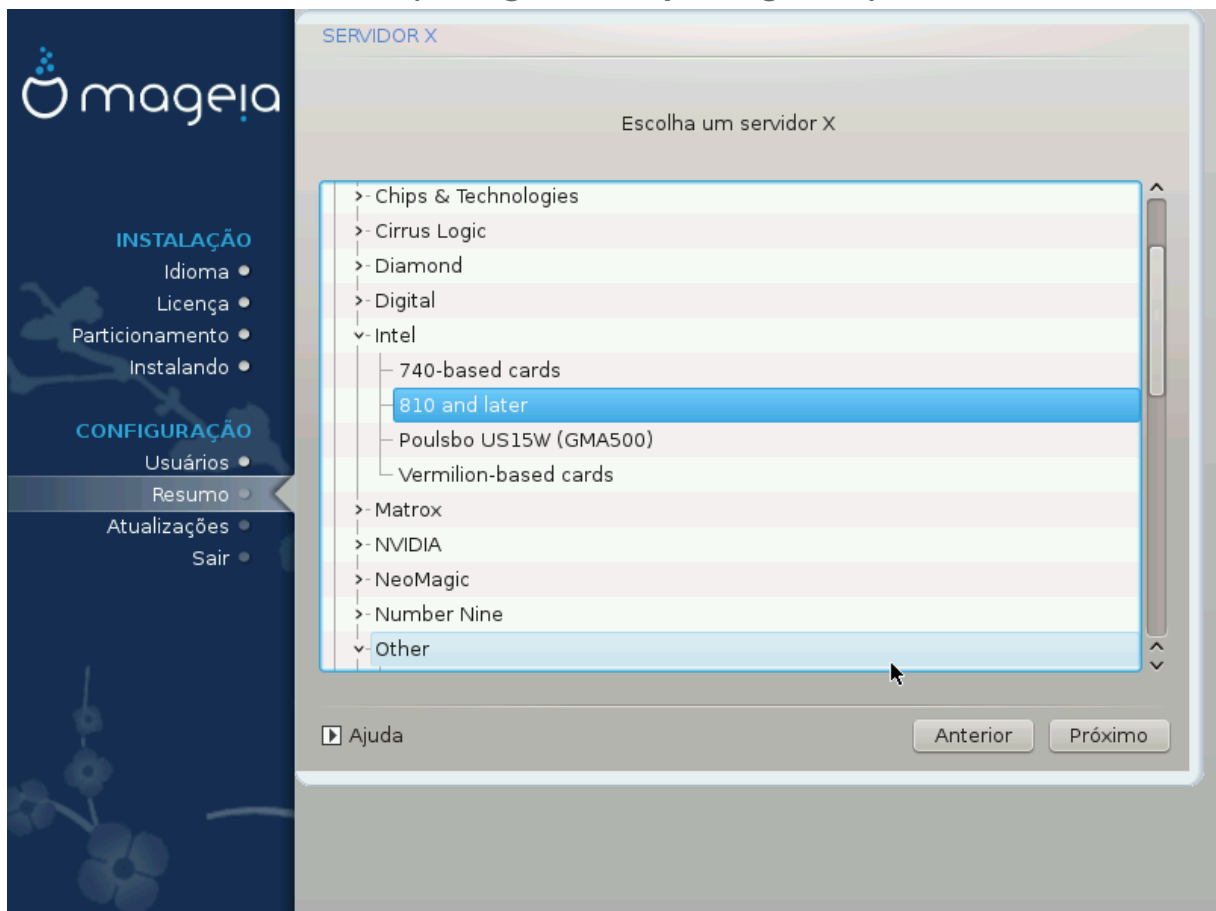 mageia
INSTALAÇÃO
Idioma
Licença
Particionamento
Instalando
CONFIGURAÇÃO
Usuários
Resumo
Atualizações
Sair
SERVIDOR X
Escolha um servidor X
Chips & Technologies
Cirrus Logic
Diamond
Digital
Intel
740-based cards
810 and later
Poulsbo US15W (GMA500)
Vermilion-based cards
Matrox
NVIDIA
NeoMagic
Number Nine
Other
Ajuda
Anterior
Próximo